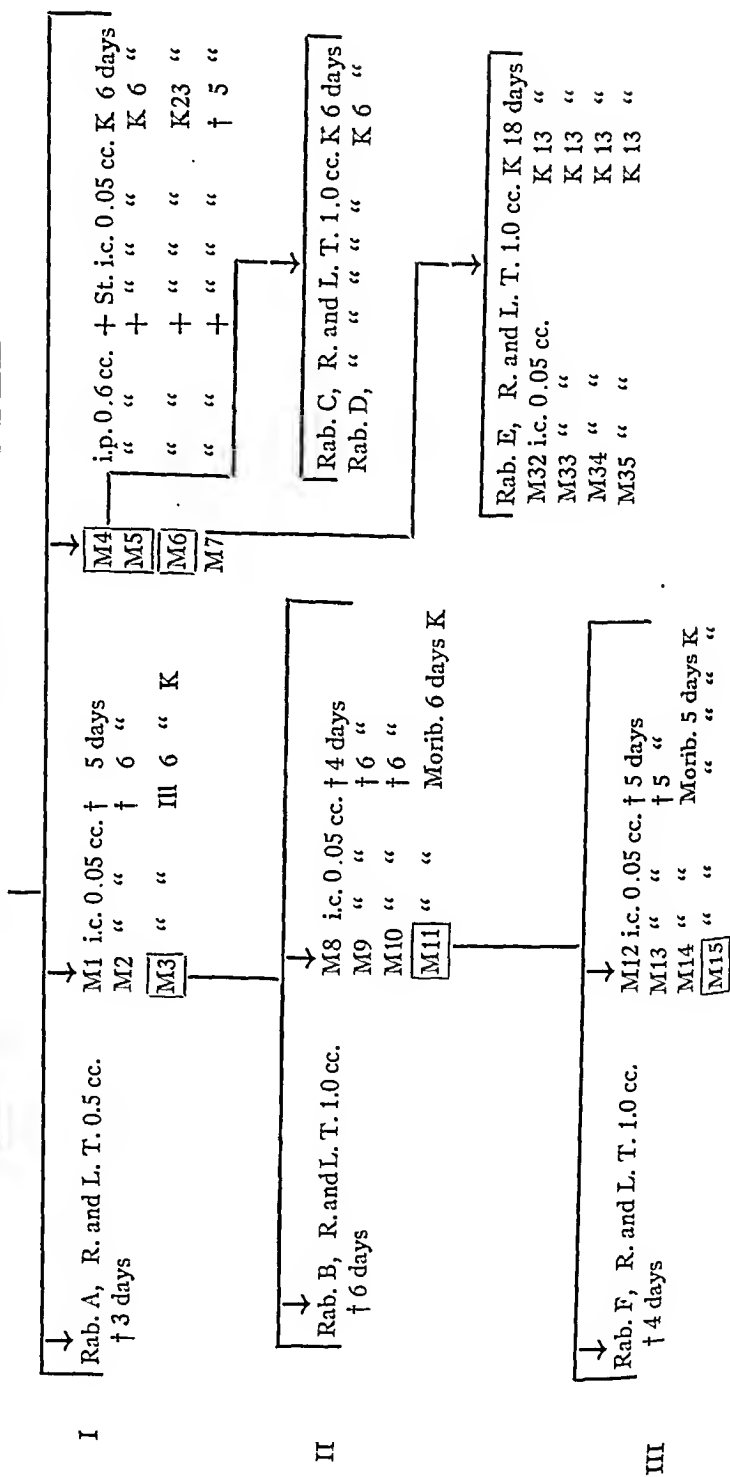 I
Rab. A, R. and L. T. 0.5 cc.
† 3 days
M1 i.c. 0.05 cc. † 5 days
M2 “ “ † 6 “
M3 “ “ Ill 6 “ K
M4 i.p. 0.6 cc. + St. i.c. 0.05 cc. K 6 days
M5 “ “ + “ “ “ K 6 “
M6 “ “ + “ “ “ K23 “
M7 “ “ + “ “ “ † 5 “
II
Rab. B, R. and L. T. 1.0 cc.
† 6 days
M8 i.c. 0.05 cc. † 4 days
M9 “ “ † 6 “
M10 “ “ † 6 “
M11 “ “ Morib. 6 days K
Rab. C, R. and L. T. 1.0 cc. K 6 days
Rab. D, “ “ “ “ “ “ K 6 “
Rab. E, R. and L. T. 1.0 cc. K 18 days
M32 i.c. 0.05 cc. K 13 “
M33 “ “ K 13 “
M34 “ “ K 13 “
M35 “ “ K 13 “
III
Rab. F, R. and L. T. 1.0 cc.
† 4 days
M12 i.c. 0.05 cc. † 5 days
M13 “ “ † 5 “
M14 “ “ Morib. 5 days K
M15 “ “ “ “ “ “